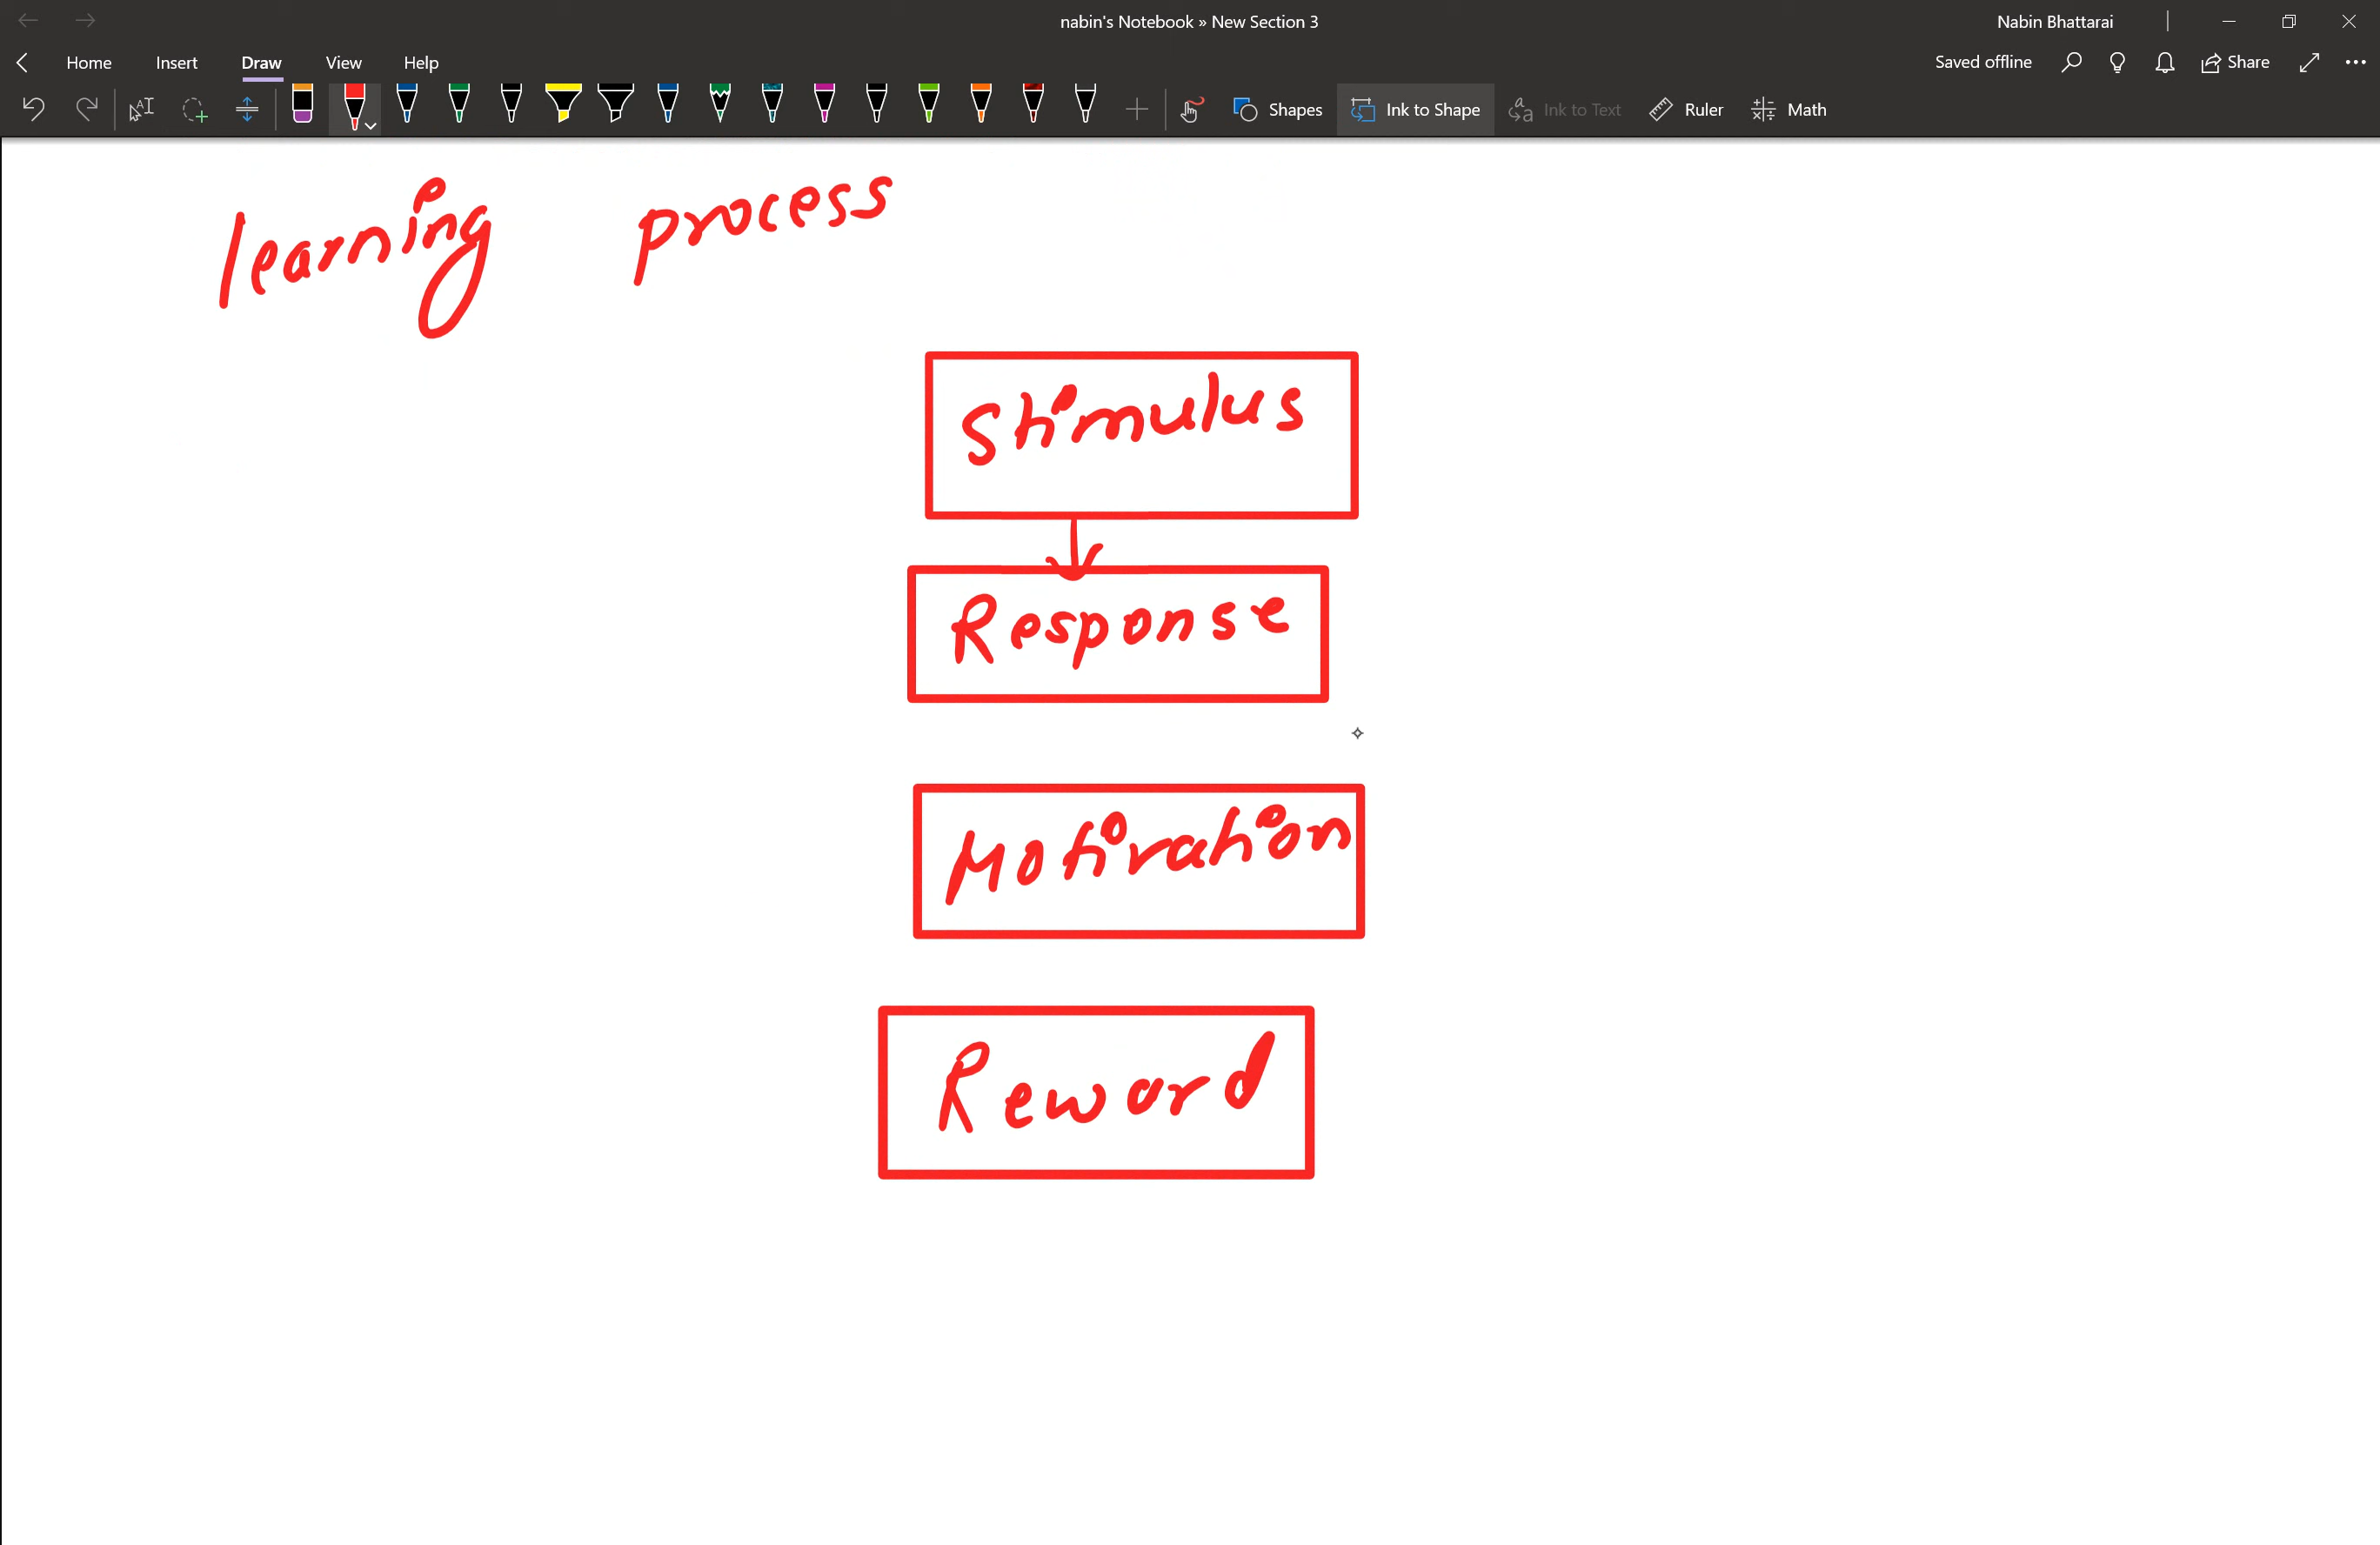 nabin's Notebook » New Section 3
Nabin Bhattarai
Home Insert Draw View Help
Saved offline
Share
Shapes
Ink to Shape
Ink to Text
Ruler
Math
learning process
Stimulus
Response
Motivation
Reward